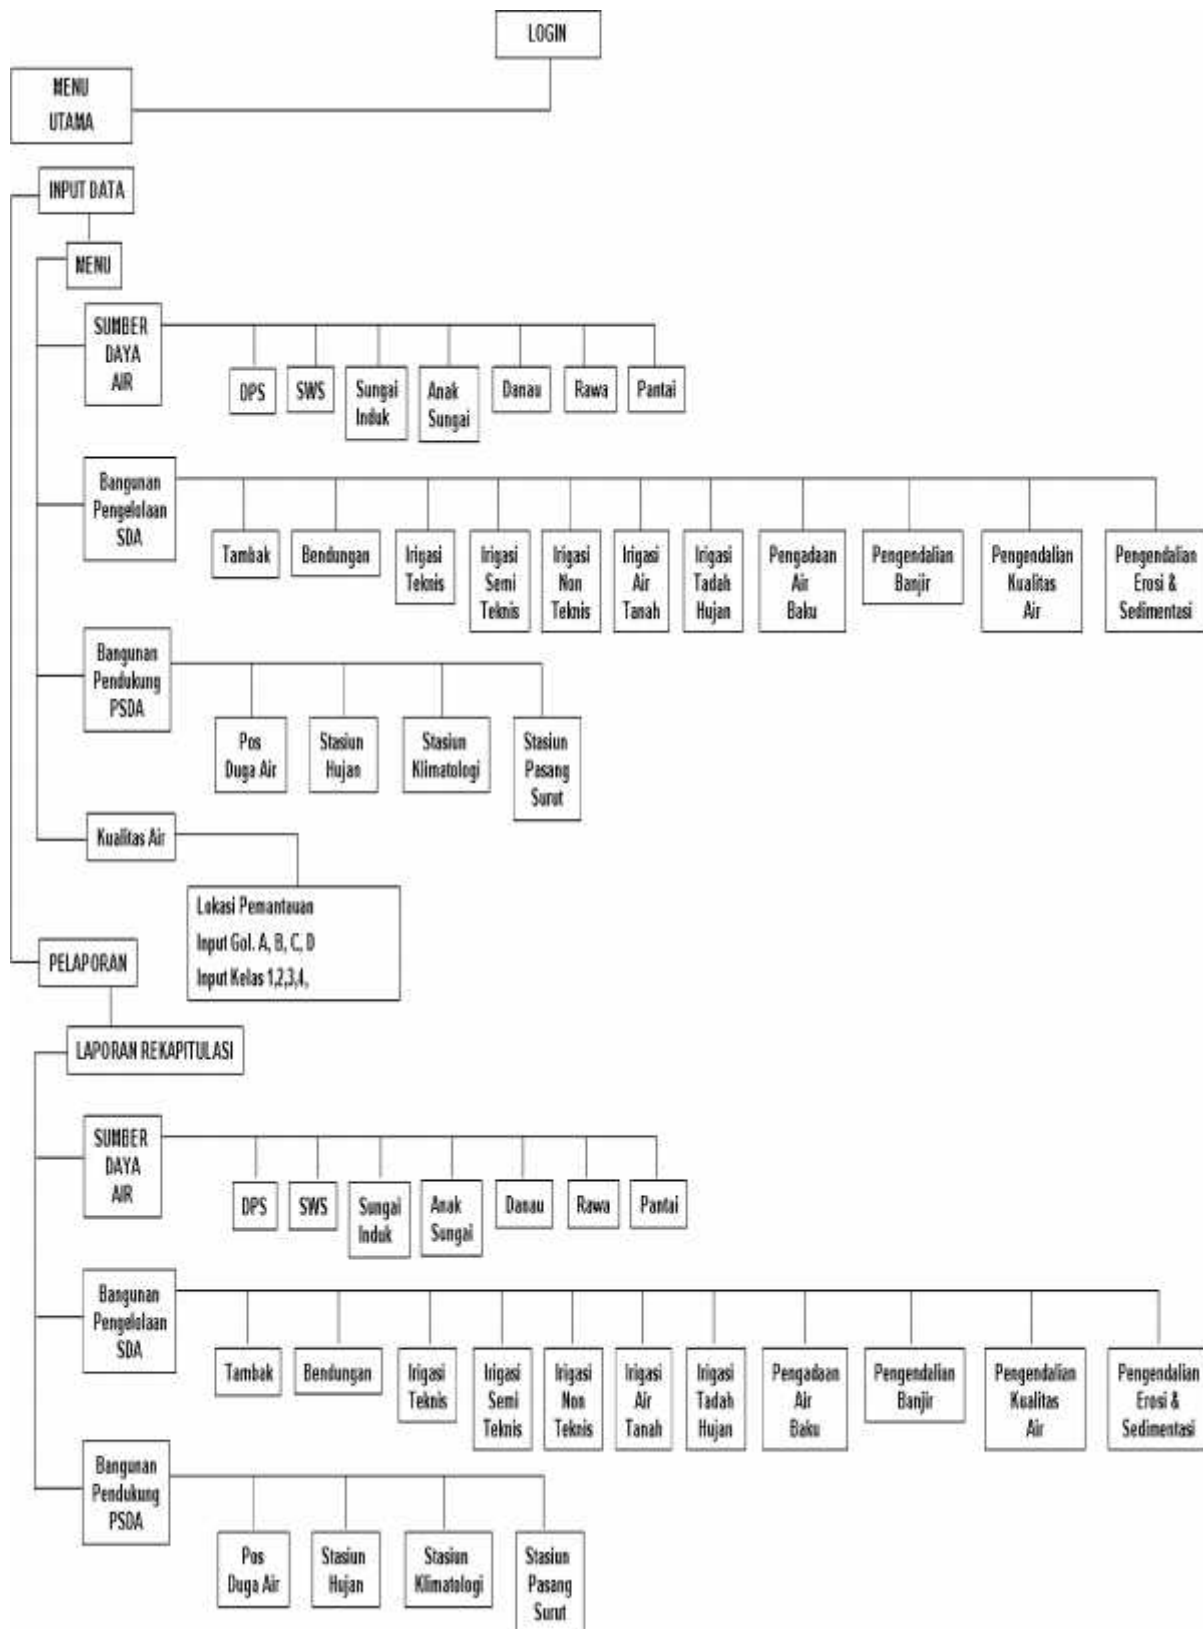 LOGIN
MENU
UTAMA
INPUT DATA
MENU
SUMBER
DAYA
AIR
DPS
SWS
Sungai
Induk
Anak
Sungai
Danau
Rawa
Pantai
Bangunan
Pengelolaan
SDA
Tambak
Bendungan
Irigasi
Teknis
Irigasi
Semi
Teknis
Irigasi
Non
Teknis
Irigasi
Air
Tanah
Irigasi
Tadah
Hujan
Pengadaan
Air
Baku
Pengendalian
Banjir
Pengendalian
Kualitas
Air
Pengendalian
Erosi &
Sedimentasi
Bangunan
Pendukung
PSDA
Pos
Duga Air
Stasiun
Hujan
Stasiun
Klimatologi
Stasiun
Pasang
Surut
Kualitas Air
Lokasi Pemantauan
Input Gol. A, B, C, D
Input Kelas 1,2,3,4,
PELAPORAN
LAPORAN REKAPITULASI
SUMBER
DAYA
AIR
DPS
SWS
Sungai
Induk
Anak
Sungai
Danau
Rawa
Pantai
Bangunan
Pengelolaan
SDA
Tambak
Bendungan
Irigasi
Teknis
Irigasi
Semi
Teknis
Irigasi
Non
Teknis
Irigasi
Air
Tanah
Irigasi
Tadah
Hujan
Pengadaan
Air
Baku
Pengendalian
Banjir
Pengendalian
Kualitas
Air
Pengendalian
Erosi &
Sedimentasi
Bangunan
Pendukung
PSDA
Pos
Duga Air
Stasiun
Hujan
Stasiun
Klimatologi
Stasiun
Pasang
Surut